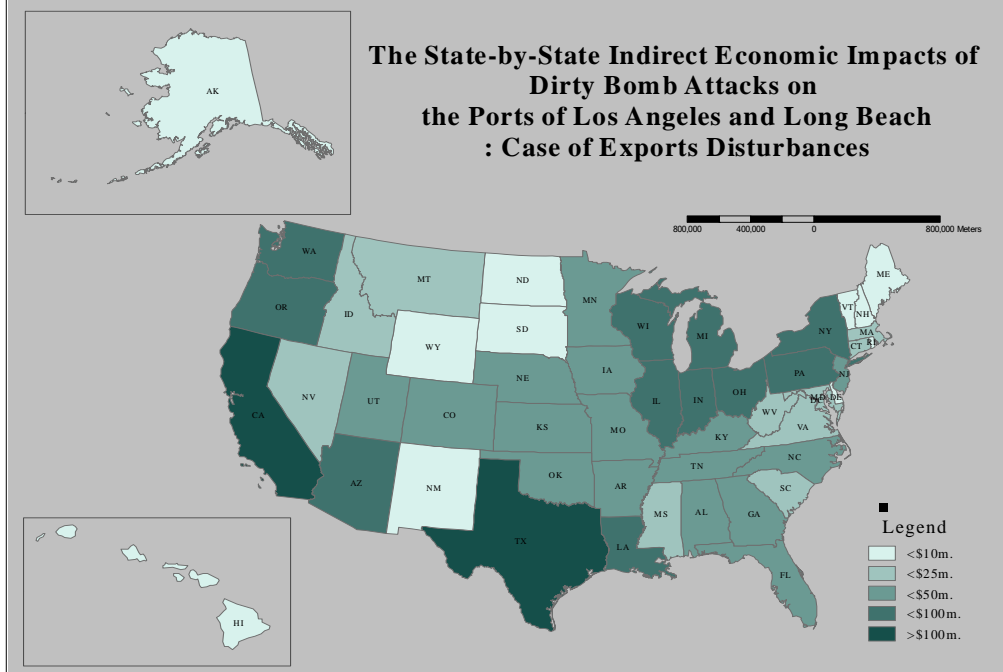 The State-by-State Indirect Economic Impacts of
Dirty Bomb Attacks on
the Ports of Los Angeles and Long Beach
: Case of Exports Disturbances
AK
800,000 400,000 0 800,000 Meters
WA
MT
ND
MN
ME
VT
NH
OR
ID
SD
WI
MI
NY
MA
CT
RI
WY
IA
NE
PA
NJ
NV
UT
CO
IL
IN
OH
MD
DE
DC
WV
VA
CA
KS
MO
KY
NC
TN
AZ
NM
OK
AR
SC
MS
AL
GA
TX
LA
FL
HI
Legend
<$10m.
<$25m.
<$50m.
<$100m.
>$100m.